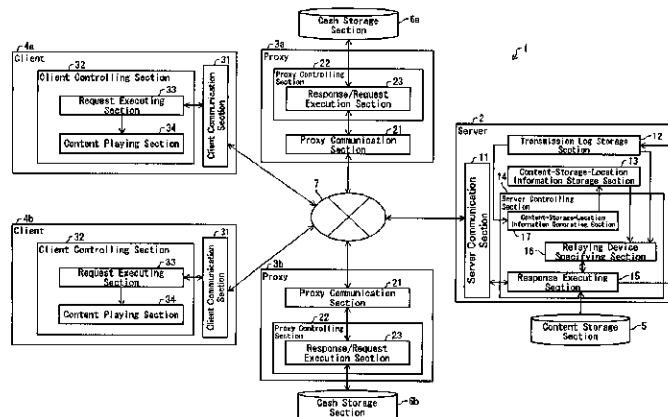 Cash Storage Section
6a
4a
Client
32
Client Controlling Section
33
Request Executing Section
34
Content Playing Section
31
Client Communication Section
3a
Proxy
22
Proxy Controlling Section
23
Response/Request Execution Section
21
Proxy Communication Section
1
2
Server
12
Transmission Log Storage Section
11
Server Communication Section
13
Content-Storage-Location Information Storage Section
14
Server Controlling Section
Content-Storage-Location Information Generating Section
17
Relaying Device Specifying Section
16
Response Executing Section
15
Content Storage Section
5
7
4b
Client
32
Client Controlling Section
33
Request Executing Section
34
Content Playing Section
31
Client Communication Section
3b
Proxy
21
Proxy Communication Section
22
Proxy Controlling Section
23
Response/Request Execution Section
Cash Storage Section
6b